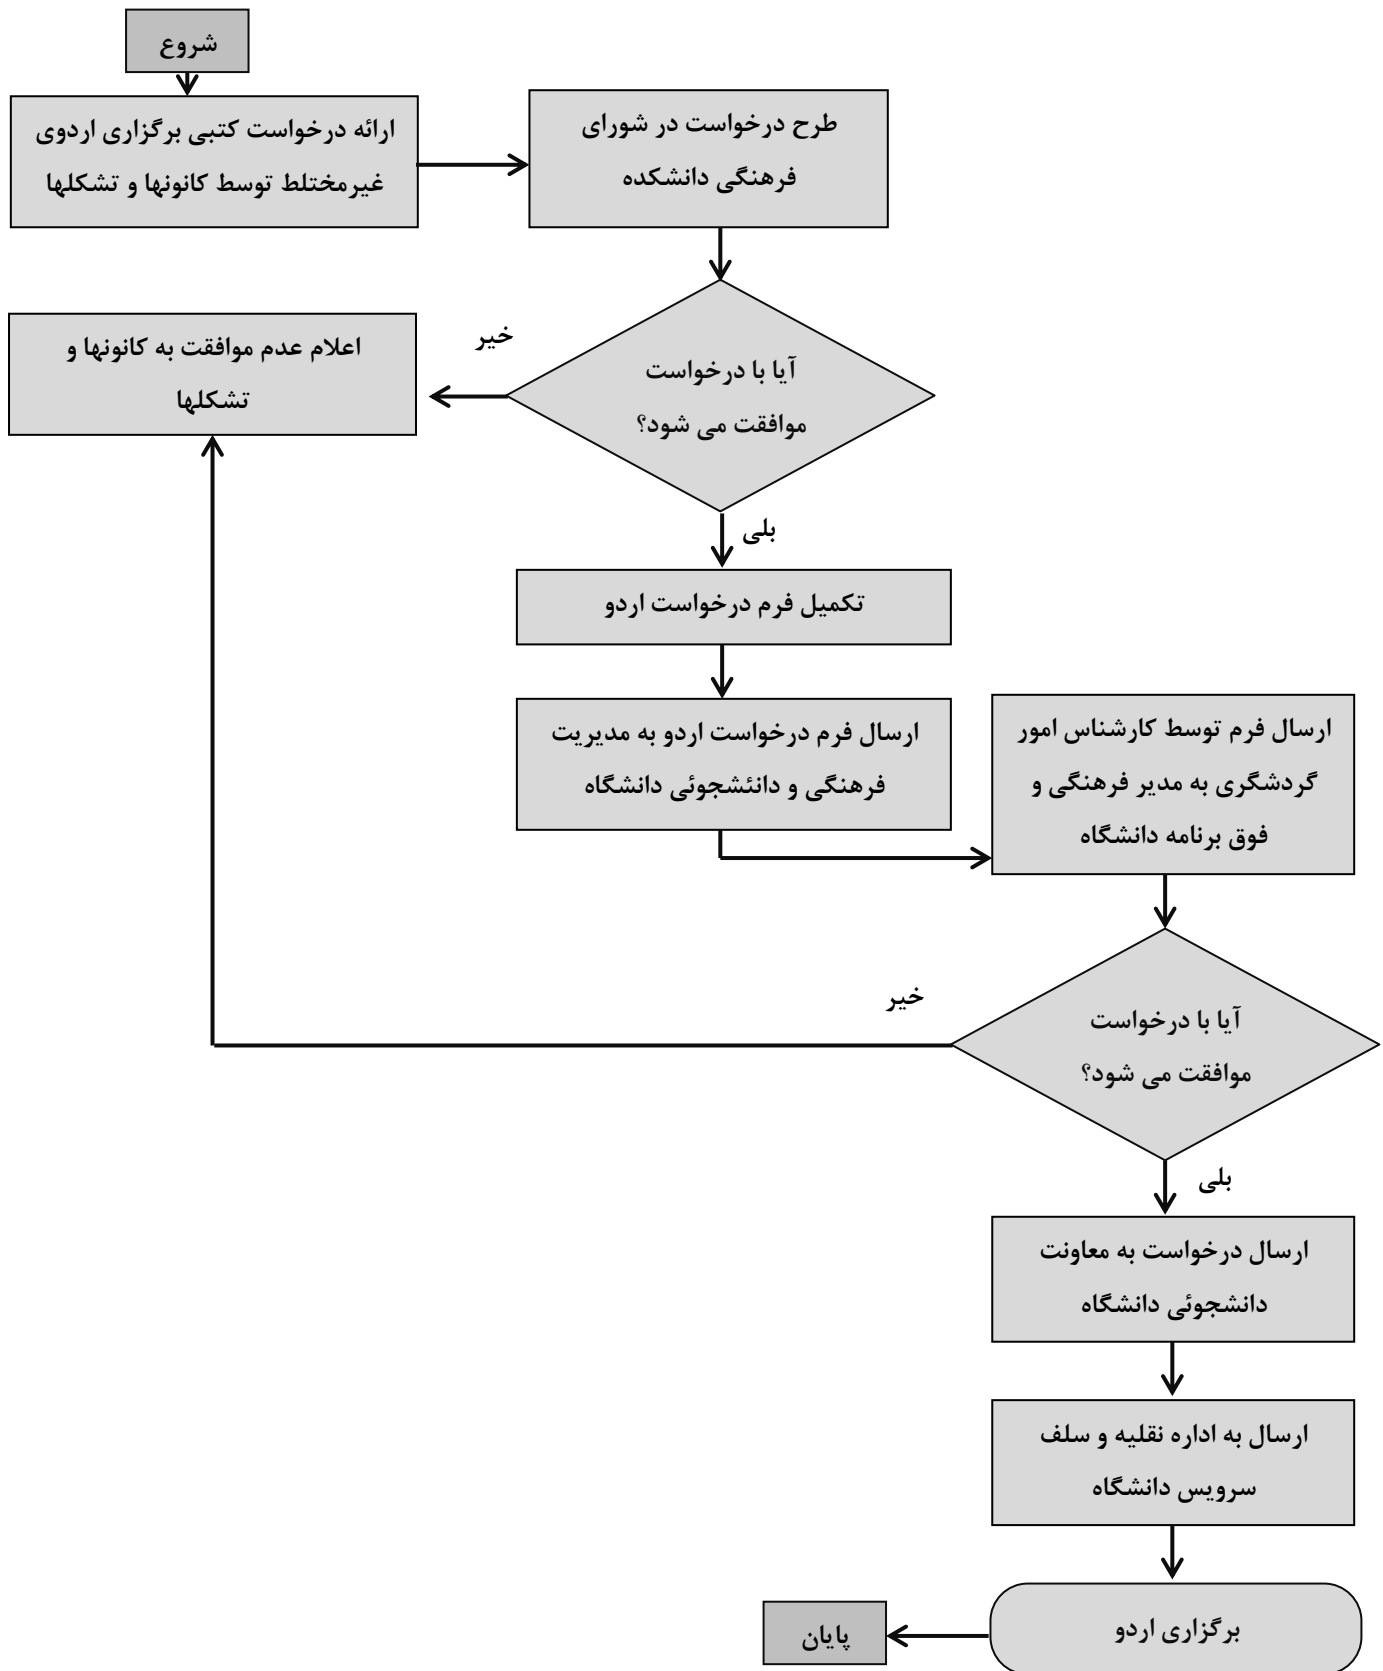 شروع
ارائه درخواست کتبی برگزاری اردوی
غیرمختلط توسط کانونها و تشکلها
طرح درخواست در شورای
فرهنگی دانشکده
آیا با درخواست
موافقت می شود؟
خیر
اعلام عدم موافقت به کانونها و
تشکلها
بلی
تکمیل فرم درخواست اردو
ارسال فرم درخواست اردو به مدیریت
فرهنگی و دانئشجوئی دانشگاه
ارسال فرم توسط کارشناس امور
گردشگری به مدیر فرهنگی و
فوق برنامه دانشگاه
آیا با درخواست
موافقت می شود؟
خیر
بلی
ارسال درخواست به معاونت
دانشجوئی دانشگاه
ارسال به اداره نقلیه و سلف
سرویس دانشگاه
برگزاری اردو
پایان